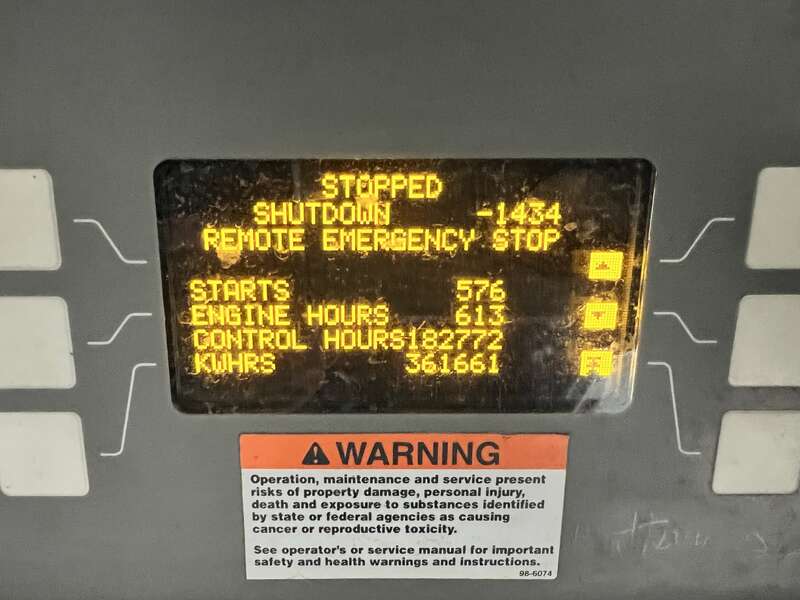 STOPPED
SHUTDOWN -1434
REMOTE EMERGENCY STOP
STARTS 576
ENGINE HOURS 613
CONTROL HOURS182772
KWHRS 361661
WARNING
Operation, maintenance and service present
risks of property damage, personal injury,
death and exposure to substances identified
by state or federal agencies as causing
cancer or reproductive toxicity.
See operator's or service manual for important
safety and health warnings and instructions.
98-6074